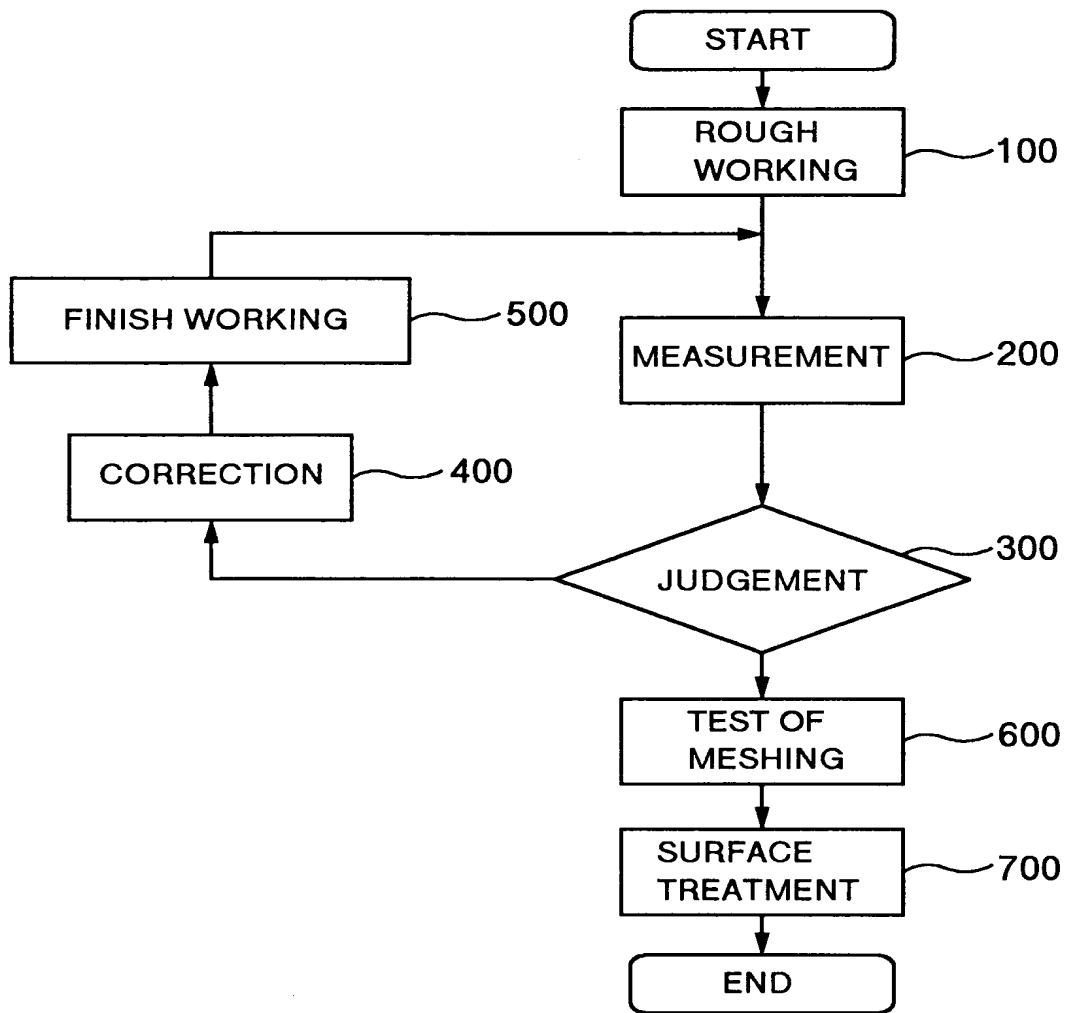 START
ROUGH
WORKING
100
FINISH WORKING
500
MEASUREMENT
200
CORRECTION
400
JUDGEMENT
300
TEST OF
MESHING
600
SURFACE
TREATMENT
700
END